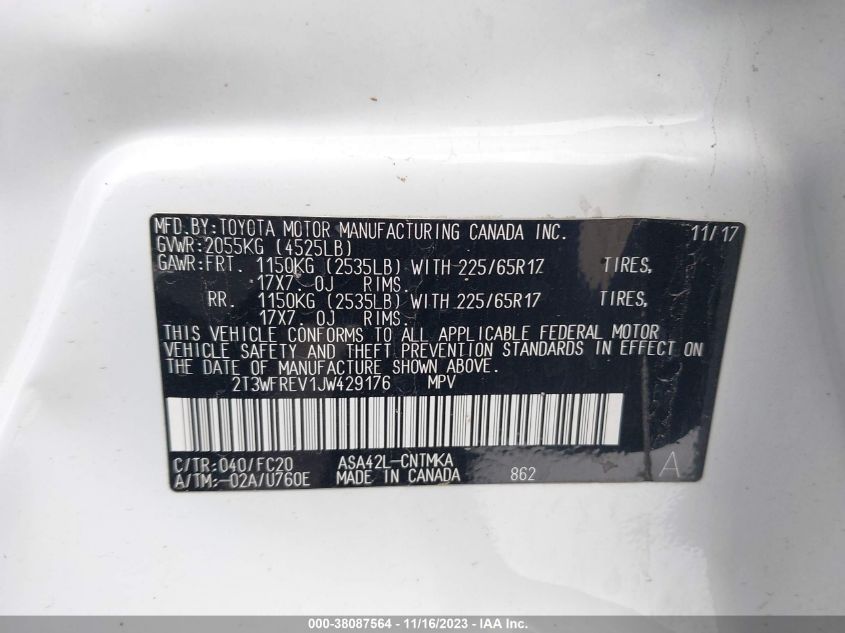 MFD.BY:TOYOTA MOTOR MANUFACTURING CANADA INC. 11/17
GVWR:2055KG (4525LB)
GAWR:FRT. 1150KG (2535LB) WITH 225/65R17 TIRES,
17X7.0J RIMS.
RR. 1150KG (2535LB) WITH 225/65R17 TIRES,
17X7.0J RIMS.
THIS VEHICLE CONFORMS TO ALL APPLICABLE FEDERAL MOTOR
VEHICLE SAFETY AND THEFT PREVENTION STANDARDS IN EFFECT ON
THE DATE OF MANUFACTURE SHOWN ABOVE.
2T3WFREV1JW429176 MPV
C/TR:040/FC20 ASA42L-CNTMKA A
A/TM:-02A/U760E MADE IN CANADA 862
000-38087564 - 11/16/2023 - IAA Inc.